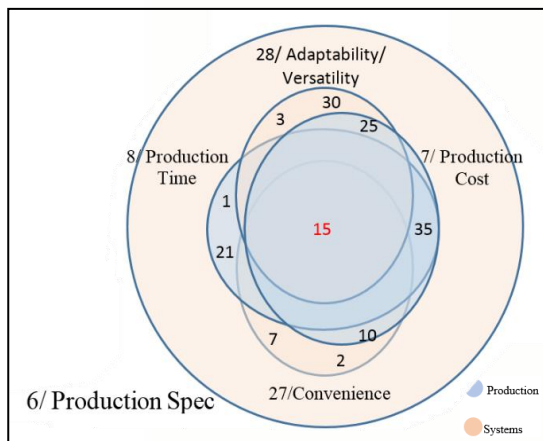 28/ Adaptability/
Versatility
30
3
25
8/ Production
Time
7/ Production
Cost
1
15
35
21
7
10
2
27/Convenience
6/ Production Spec
Production
Systems